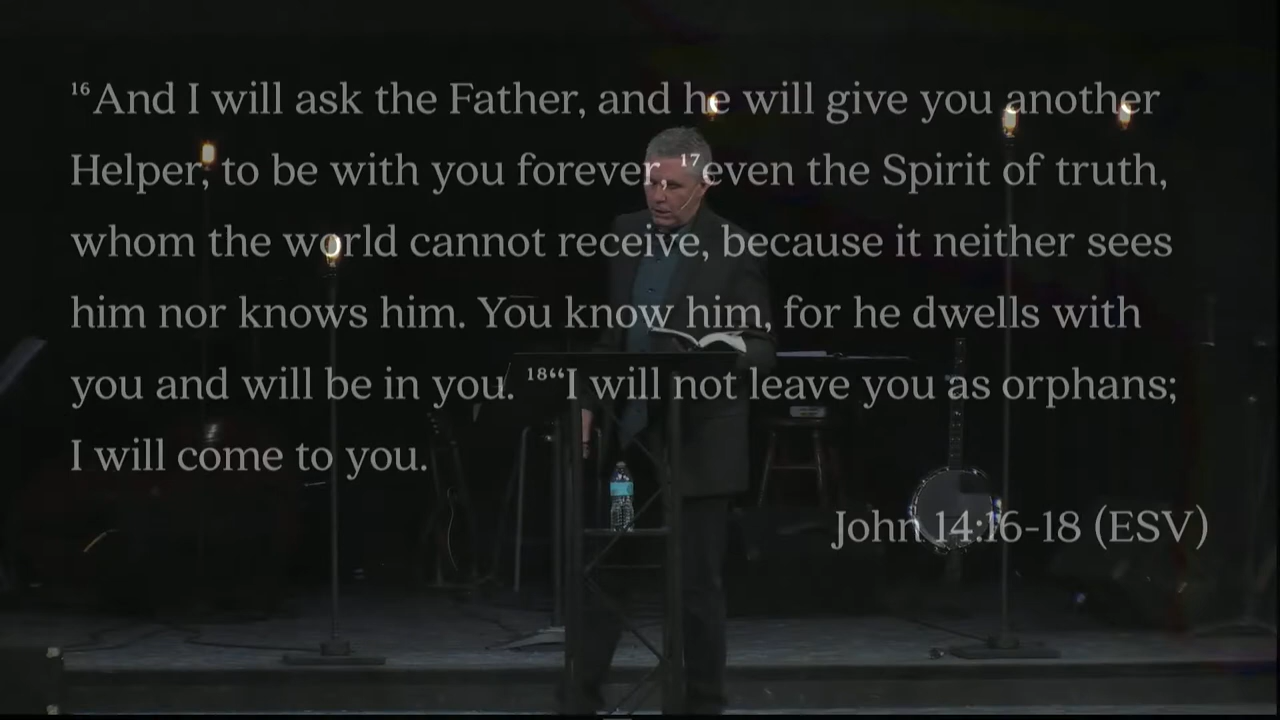 ¹⁶And I will ask the Father, and he will give you another
Helper, to be with you forever, ¹⁷even the Spirit of truth,
whom the world cannot receive, because it neither sees
him nor knows him. You know him, for he dwells with
you and will be in you. ¹⁸“I will not leave you as orphans;
I will come to you.
John 14:16-18 (ESV)